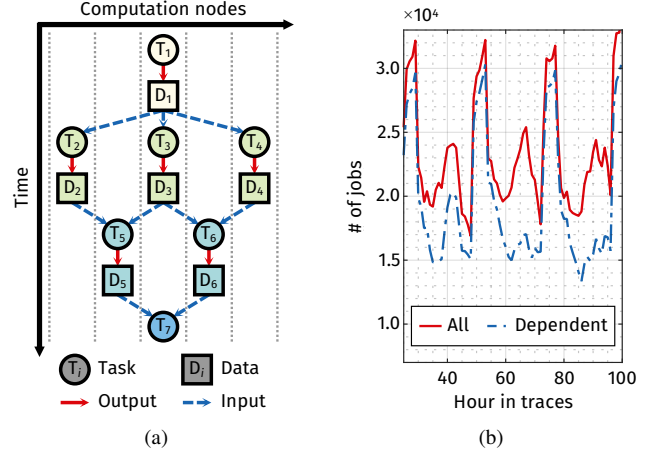 Computation nodes
Time
T1
D1
T2
T3
T4
D2
D3
D4
T5
T6
D5
D6
T7
Ti Task
Di Data
Output
Input
(a)
×10⁴
3.0
2.5
2.0
1.5
1.0
# of jobs
All
Dependent
40
60
80
100
Hour in traces
(b)